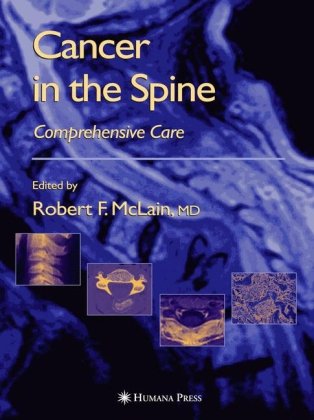 Cancer
in the Spine
Comprehensive Care
Edited by
Robert F. McLain, MD
HUMANA PRESS